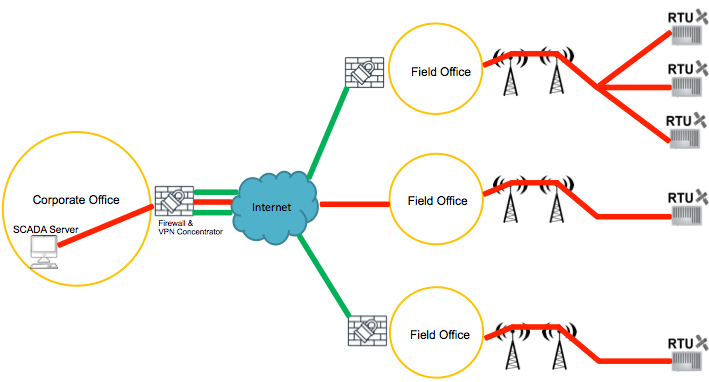 RTU
Field Office
RTU
RTU
Corporate Office
Field Office
RTU
Internet
SCADA Server
Firewall &
VPN Concentrator
Field Office
RTU